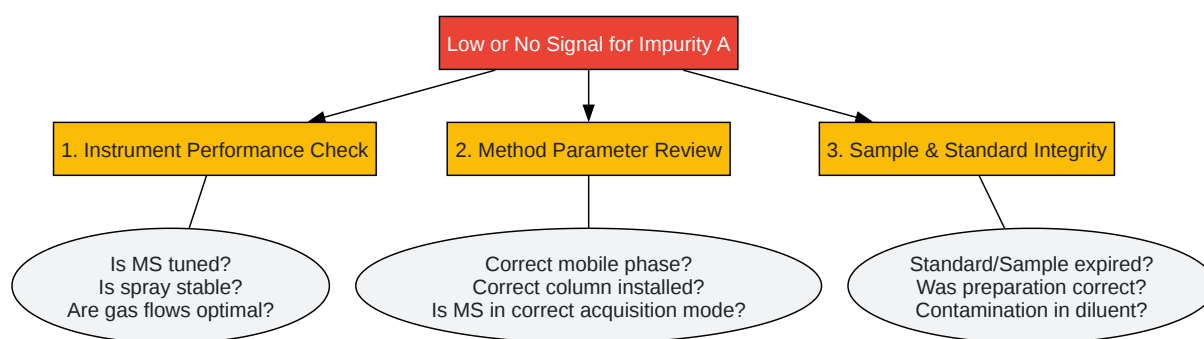 Low or No Signal for Impurity A
1. Instrument Performance Check
2. Method Parameter Review
3. Sample & Standard Integrity
Is MS tuned?
Is spray stable?
Are gas flows optimal?
Correct mobile phase?
Correct column installed?
Is MS in correct acquisition mode?
Standard/Sample expired?
Was preparation correct?
Contamination in diluent?